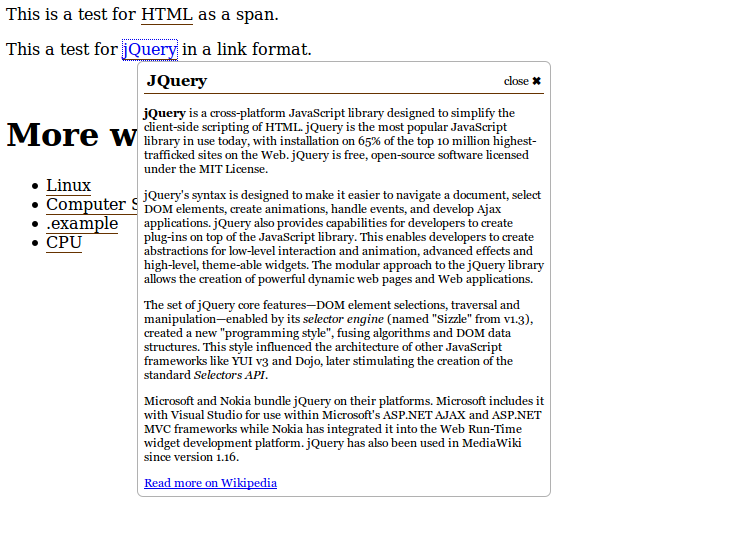 This is a test for HTML as a span.
This a test for jQuery in a link format.
JQuery close ✖
jQuery is a cross-platform JavaScript library designed to simplify the
client-side scripting of HTML. jQuery is the most popular JavaScript
library in use today, with installation on 65% of the top 10 million highest-
trafficked sites on the Web. jQuery is free, open-source software licensed
under the MIT License.
jQuery's syntax is designed to make it easier to navigate a document, select
DOM elements, create animations, handle events, and develop Ajax
applications. jQuery also provides capabilities for developers to create
plug-ins on top of the JavaScript library. This enables developers to create
abstractions for low-level interaction and animation, advanced effects and
high-level, theme-able widgets. The modular approach to the jQuery library
allows the creation of powerful dynamic web pages and Web applications.
The set of jQuery core features—DOM element selections, traversal and
manipulation—enabled by its selector engine (named "Sizzle" from v1.3),
created a new "programming style", fusing algorithms and DOM data
structures. This style influenced the architecture of other JavaScript
frameworks like YUI v3 and Dojo, later stimulating the creation of the
standard Selectors API.
Microsoft and Nokia bundle jQuery on their platforms. Microsoft includes it
with Visual Studio for use within Microsoft's ASP.NET AJAX and ASP.NET
MVC frameworks while Nokia has integrated it into the Web Run-Time
widget development platform. jQuery has also been used in MediaWiki
since version 1.16.
Read more on Wikipedia
More w
Linux
Computer S
.example
CPU